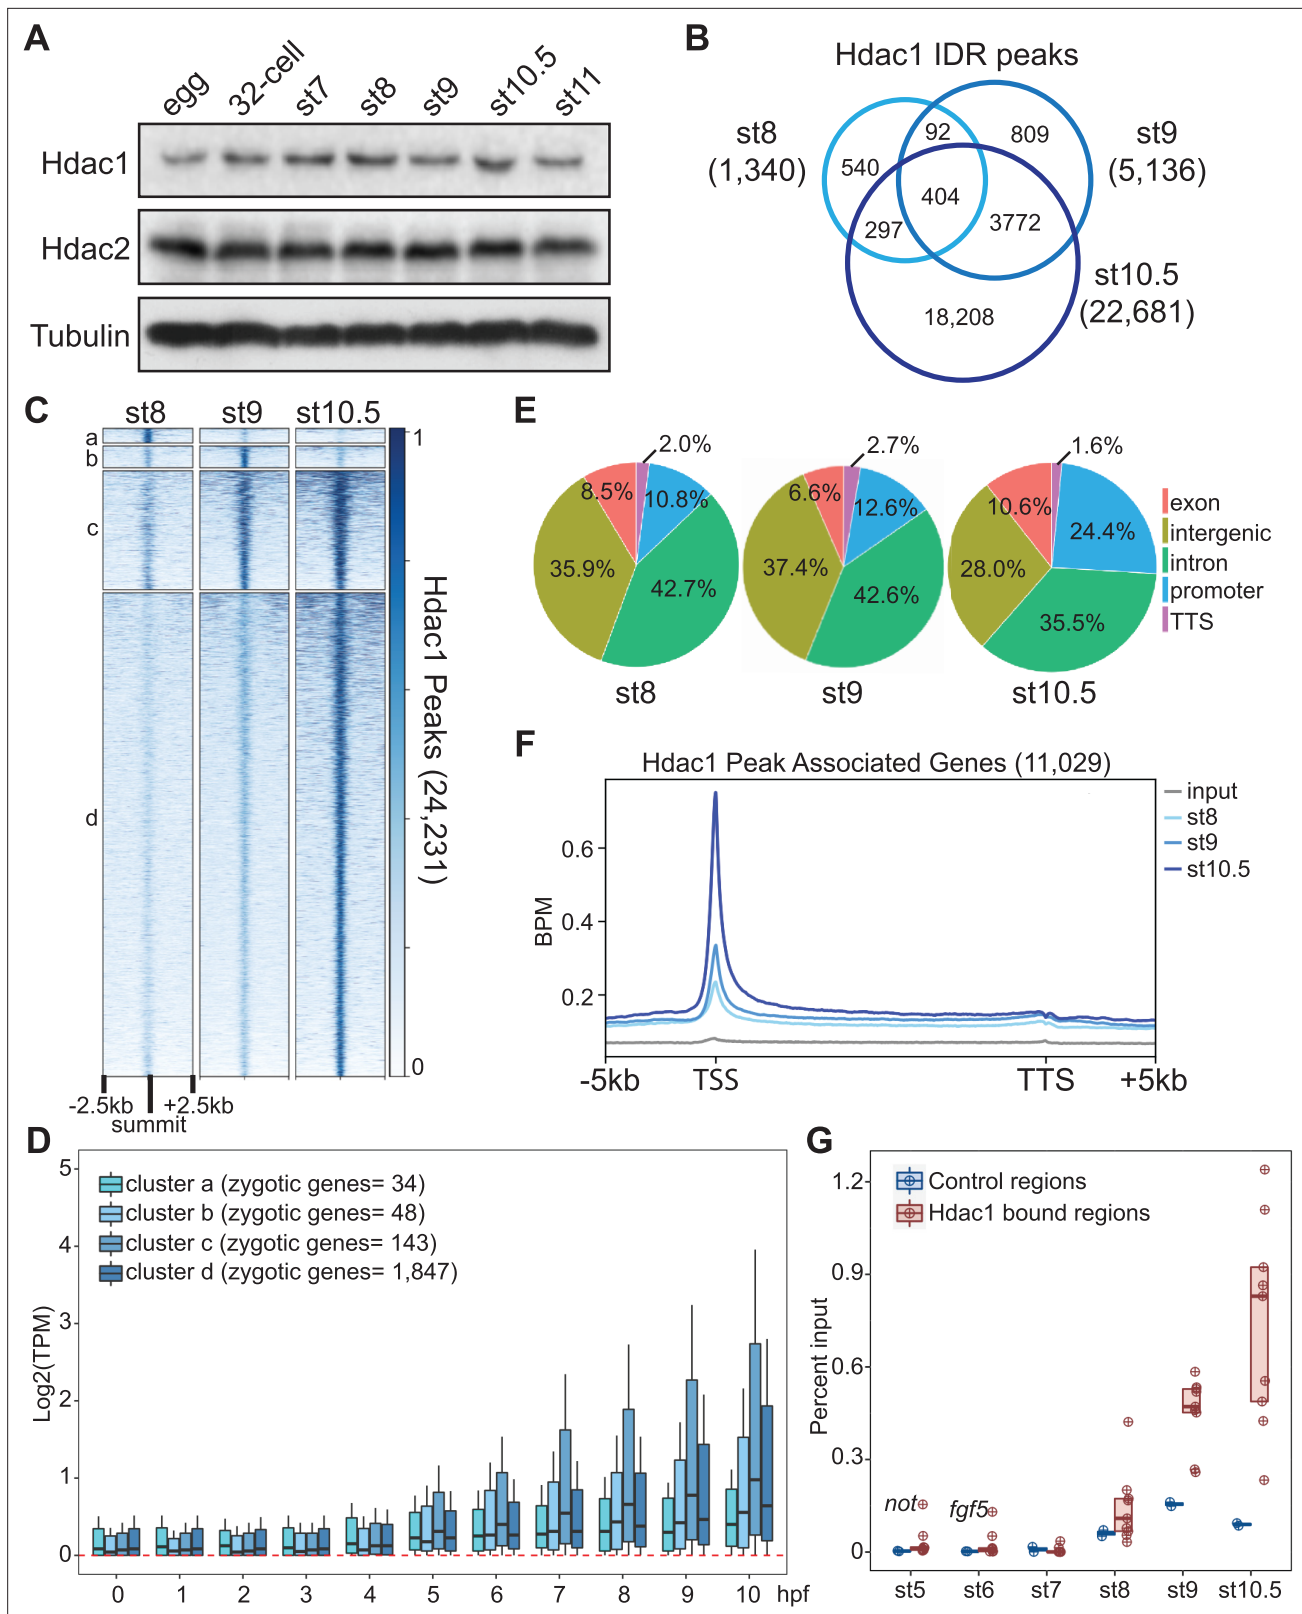 A
egg
32-cell
st7
st8
st9
st10.5
st11
Hdac1
Hdac2
Tubulin
B
Hdac1 IDR peaks
st8
(1,340)
st9
(5,136)
st10.5
(22,681)
92
809
540
404
297
3772
18,208
C
st8
st9
st10.5
a
b
c
d
1
0
Hdac1 Peaks (24,231)
-2.5kb
+2.5kb
summit
E
2.0%
8.5%
10.8%
35.9%
42.7%
st8
2.7%
6.6%
12.6%
37.4%
42.6%
st9
1.6%
10.6%
24.4%
28.0%
35.5%
st10.5
exon
intergenic
intron
promoter
TTS
F
Hdac1 Peak Associated Genes (11,029)
input
st8
st9
st10.5
BPM
0.6
0.4
0.2
-5kb
TSS
TTS
+5kb
D
cluster a (zygotic genes= 34)
cluster b (zygotic genes= 48)
cluster c (zygotic genes= 143)
cluster d (zygotic genes= 1,847)
Log2(TPM)
5
4
3
2
1
0
0 1 2 3 4 5 6 7 8 9 10 hpf
G
Control regions
Hdac1 bound regions
Percent input
1.2
0.9
0.6
0.3
0
not
fgf5
st5 st6 st7 st8 st9 st10.5